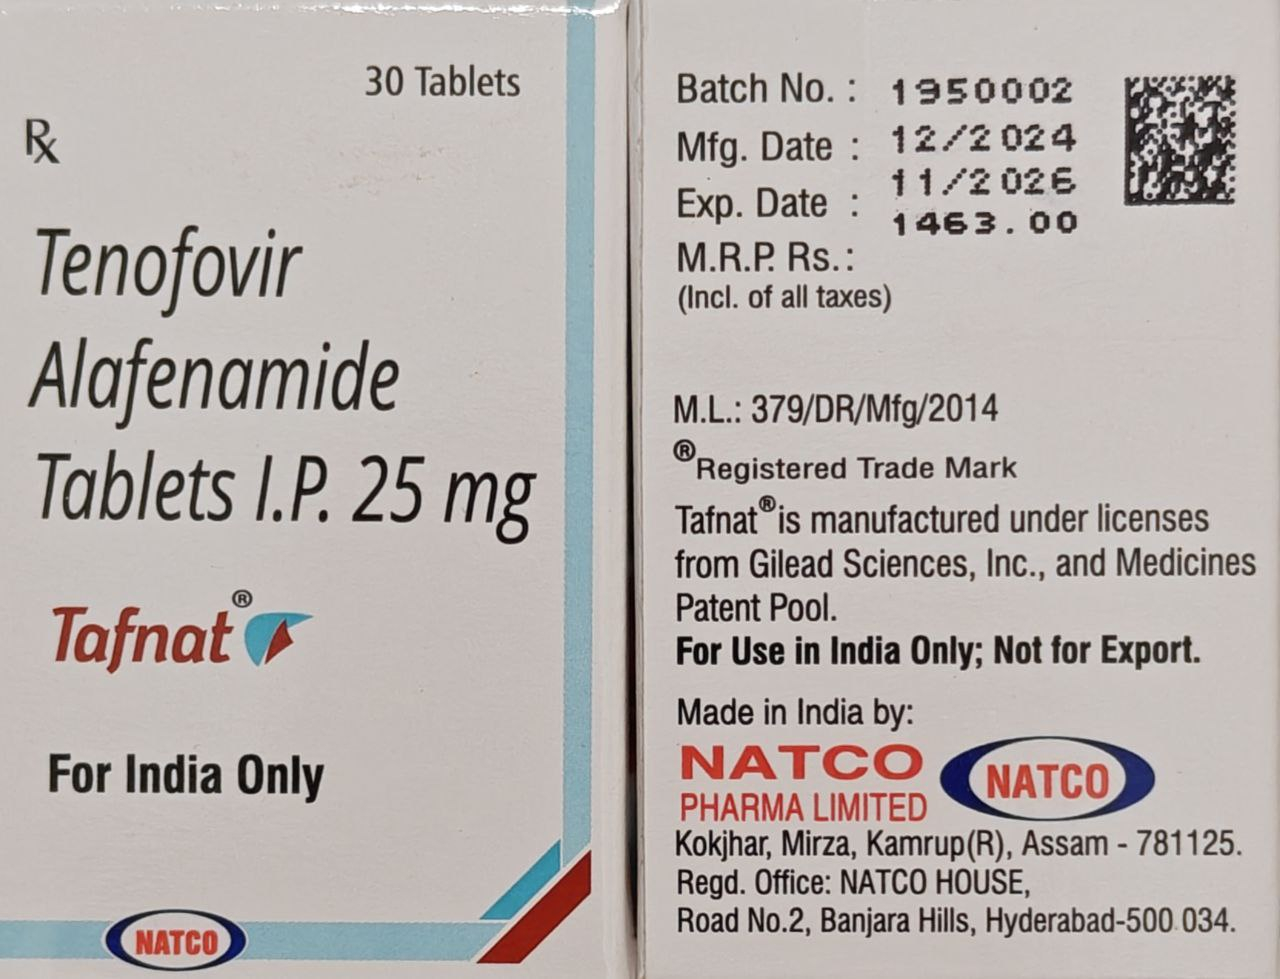 30 Tablets
Rx
Tenofovir
Alafenamide
Tablets I.P. 25 mg
Tafnat®
For India Only
NATCO
Batch No. : 1950002
Mfg. Date : 12/2024
Exp. Date : 11/2026
M.R.P. Rs.: 1463.00
(Incl. of all taxes)
M.L.: 379/DR/Mfg/2014
®Registered Trade Mark
Tafnat® is manufactured under licenses
from Gilead Sciences, Inc., and Medicines
Patent Pool.
For Use in India Only; Not for Export.
Made in India by:
NATCO
PHARMA LIMITED
NATCO
Kokjhar, Mirza, Kamrup(R), Assam - 781125.
Regd. Office: NATCO HOUSE,
Road No.2, Banjara Hills, Hyderabad-500 034.